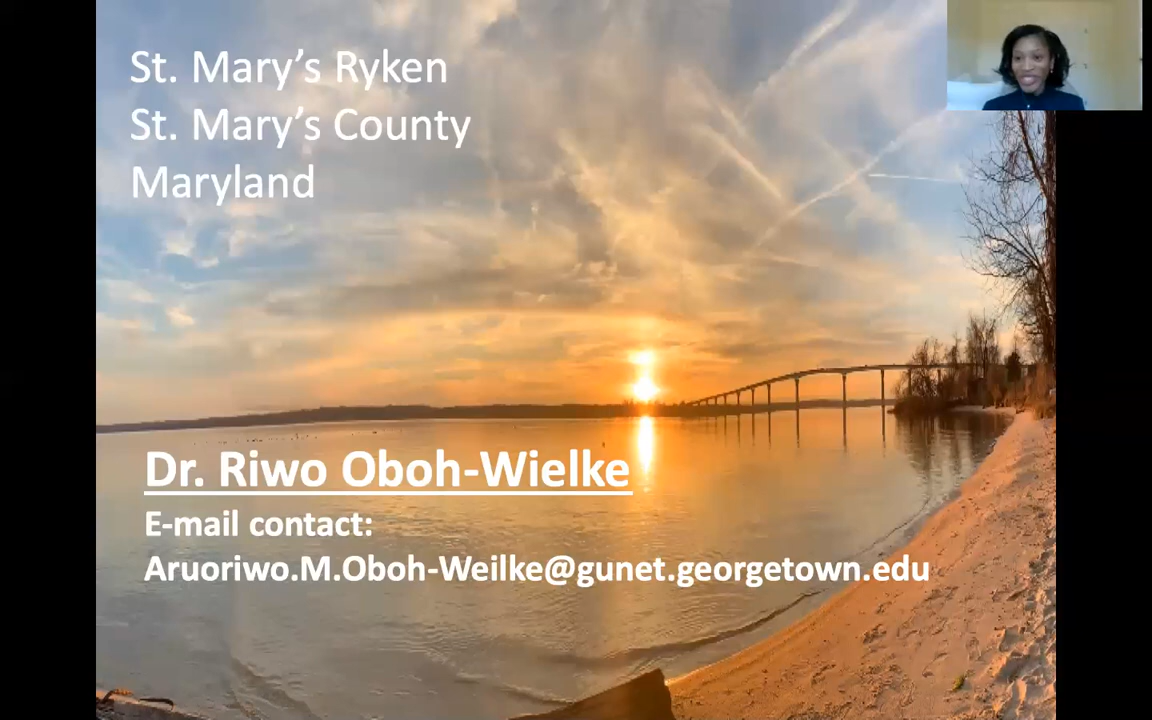 St. Mary’s Ryken
St. Mary’s County
Maryland
Dr. Riwo Oboh-Wielke
E-mail contact:
Aruoriwo.M.Oboh-Weilke@gunet.georgetown.edu